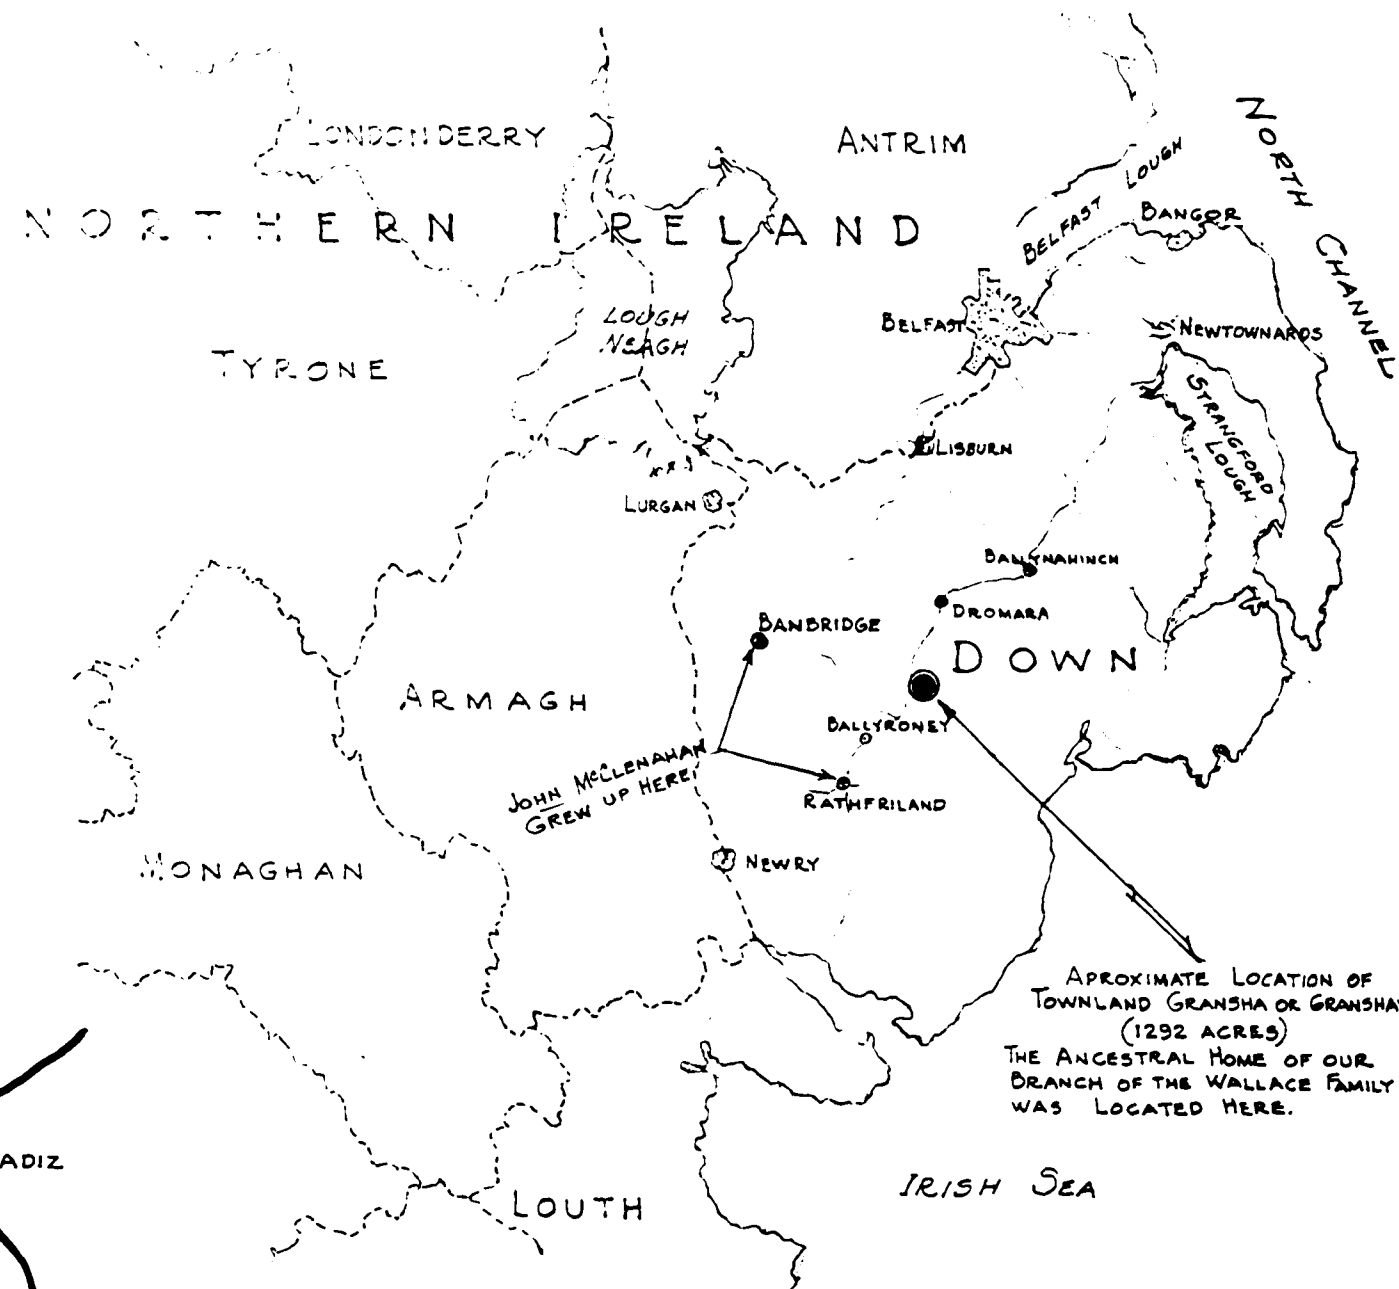 LONDONDERRY
ANTRIM
NORTH CHANNEL
NORTHERN IRELAND
BELFAST LOUGH
BANGOR
LOUGH
NEAGH
BELFAST
NEWTOWNARDS
TYRONE
STRANGFORD
LOUGH
LISBURN
LURGAN
BALLYNAHINCH
DROMARA
BANBRIDGE
DOWN
ARMAGH
BALLYRONEY
JOHN McCLENAHAN
GREW UP HERE
RATHFRILAND
MONAGHAN
NEWRY
APROXIMATE LOCATION OF
TOWNLAND GRANSHA OR GRANSHA
(1292 ACRES)
THE ANCESTRAL HOME OF OUR
BRANCH OF THE WALLACE FAMILY
WAS LOCATED HERE.
ADIZ
IRISH SEA
LOUTH